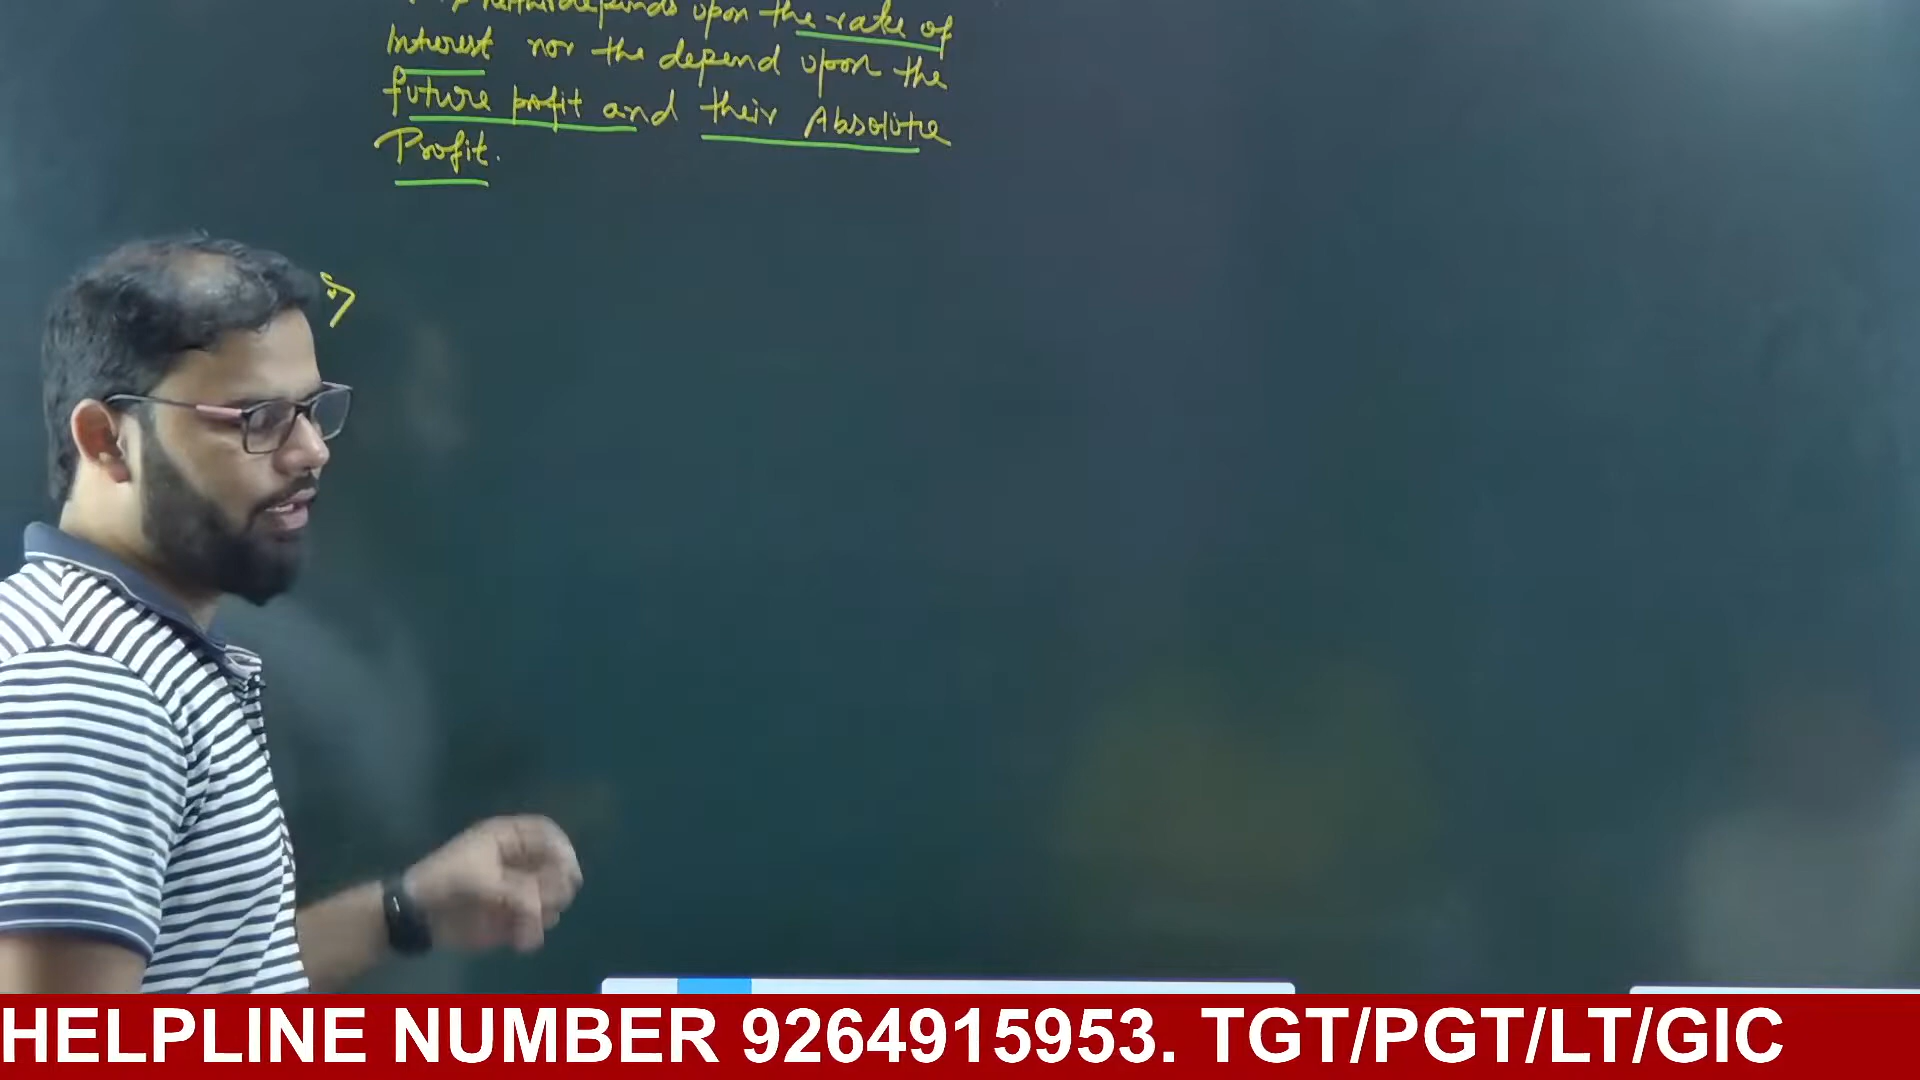 depends upon the rate of
Interest nor the depend upon the
future profit and their Absolute
Profit.
HELPLINE NUMBER 9264915953. TGT/PGT/LT/GIC